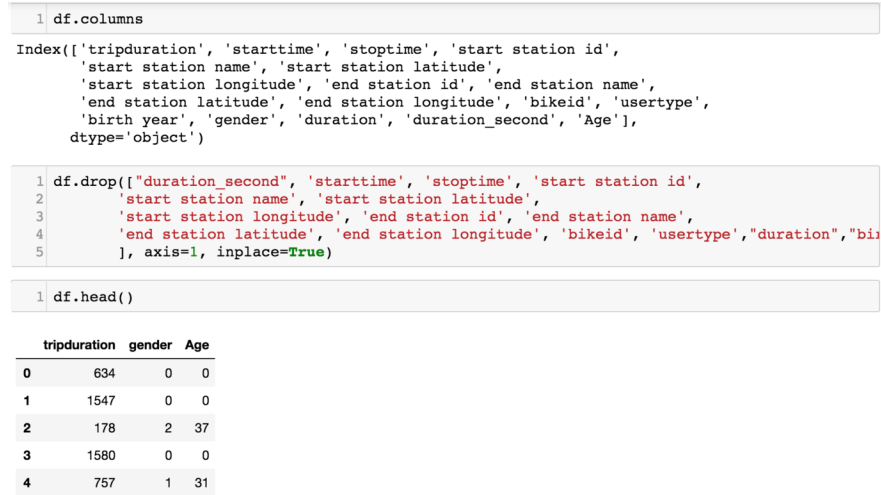 1 df.columns
Index(['tripduration', 'starttime', 'stoptime', 'start station id',
'start station name', 'start station latitude',
'start station longitude', 'end station id', 'end station name',
'end station latitude', 'end station longitude', 'bikeid', 'usertype',
'birth year', 'gender', 'duration', 'duration_second', 'Age'],
dtype='object')
1 df.drop(["duration_second", 'starttime', 'stoptime', 'start station id',
2 'start station name', 'start station latitude',
3 'start station longitude', 'end station id', 'end station name',
4 'end station latitude', 'end station longitude', 'bikeid', 'usertype',"duration",
5 ], axis=1, inplace=True)
1 df.head()
tripduration gender Age
0 634 0 0
1 1547 0 0
2 178 2 37
3 1580 0 0
4 757 1 31